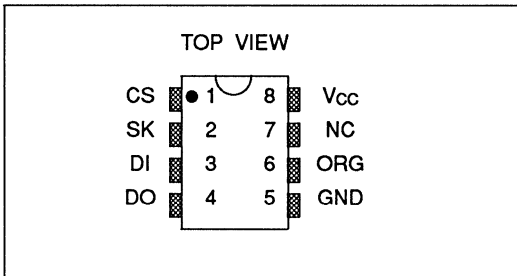 TOP VIEW
CS 1 8 Vcc
SK 2 7 NC
DI 3 6 ORG
DO 4 5 GND